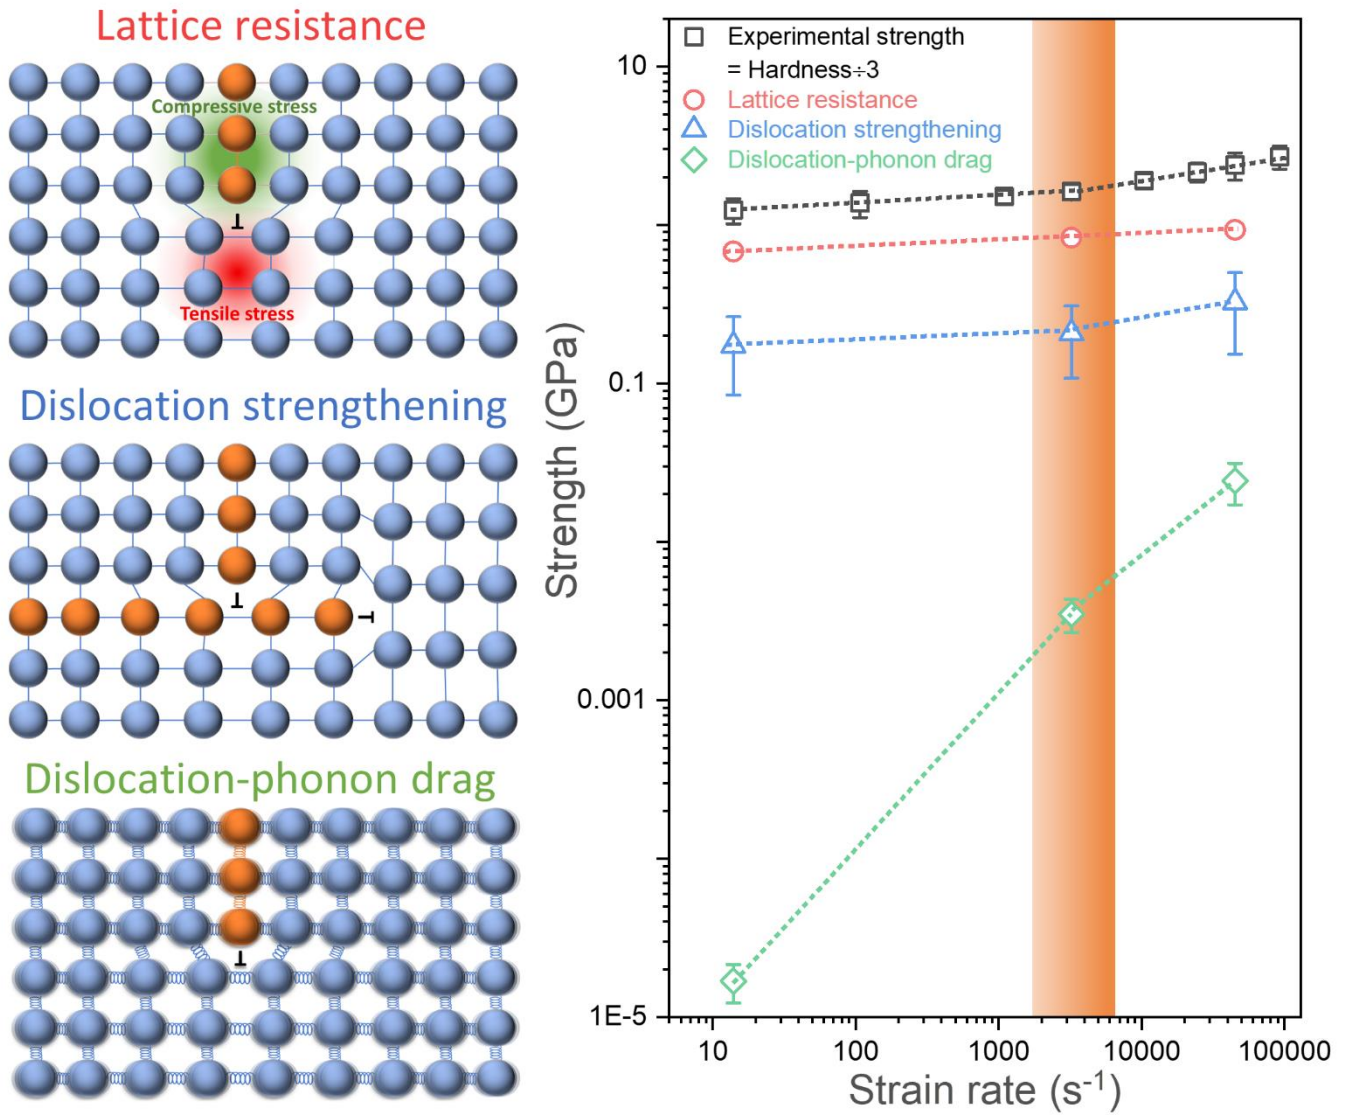 Lattice resistance
Compressive stress
⊥
Tensile stress
Dislocation strengthening
⊥
⊣
Dislocation-phonon drag
⊥
Experimental strength
= Hardness÷3
Lattice resistance
Dislocation strengthening
Dislocation-phonon drag
Strength (GPa)
10
0.1
0.001
1E-5
10 100 1000 10000 100000
Strain rate (s⁻¹)